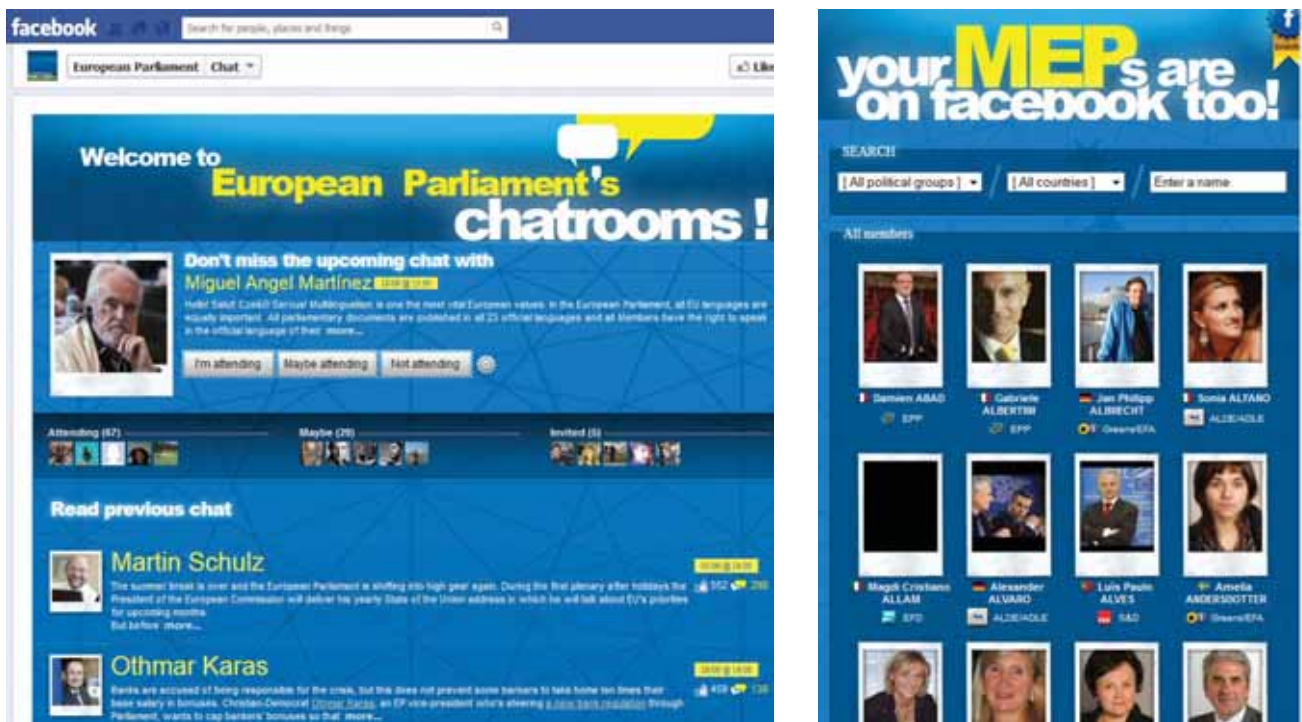 facebook
Search for people, places and things
European Parliament Chat
Like
Welcome to
European Parliament's
chatrooms !
Don't miss the upcoming chat with
Miguel Angel Martínez
Multilingualism is one the most vital European values. In the European Parliament, all EU languages are
equally important. All parliamentary documents are published in all 23 official languages and all Members have the right to speak
in the official language of their more...
I'm attending
Maybe attending
Not attending
Attending (67)
Maybe (29)
Invited (5)
Read previous chat
Martin Schulz
The summer break is over and the European Parliament is shifting into high gear again. During the first plenary after holidays the
President of the European Commission will deliver his yearly State of the Union address in which he will talk about EU's priorities
for upcoming months.
But before more...
552
Othmar Karas
Banks are accused of being responsible for the crisis, but this does not prevent some bankers to take home ten times their
base salary in bonuses. Christian-Democrat Othmar Karas, an EP vice-president who's steering a new bank regulation through
Parliament, wants to cap bankers' bonuses so that more...
459
your MEPs are
on facebook too!
f
SEARCH
[ All political groups ]
[ All countries ]
Enter a name
All members
Damien ABAD
EPP
Gabriele
ALBERTINI
EPP
Jan Philipp
ALBRECHT
Greens/EFA
Sonia ALFANO
ALDE/ADLE
Magdi Cristiano
ALLAM
EFD
Alexander
ALVARO
ALDE/ADLE
Luís Paulo
ALVES
S&D
Amelia
ANDERSDOTTER
Greens/EFA